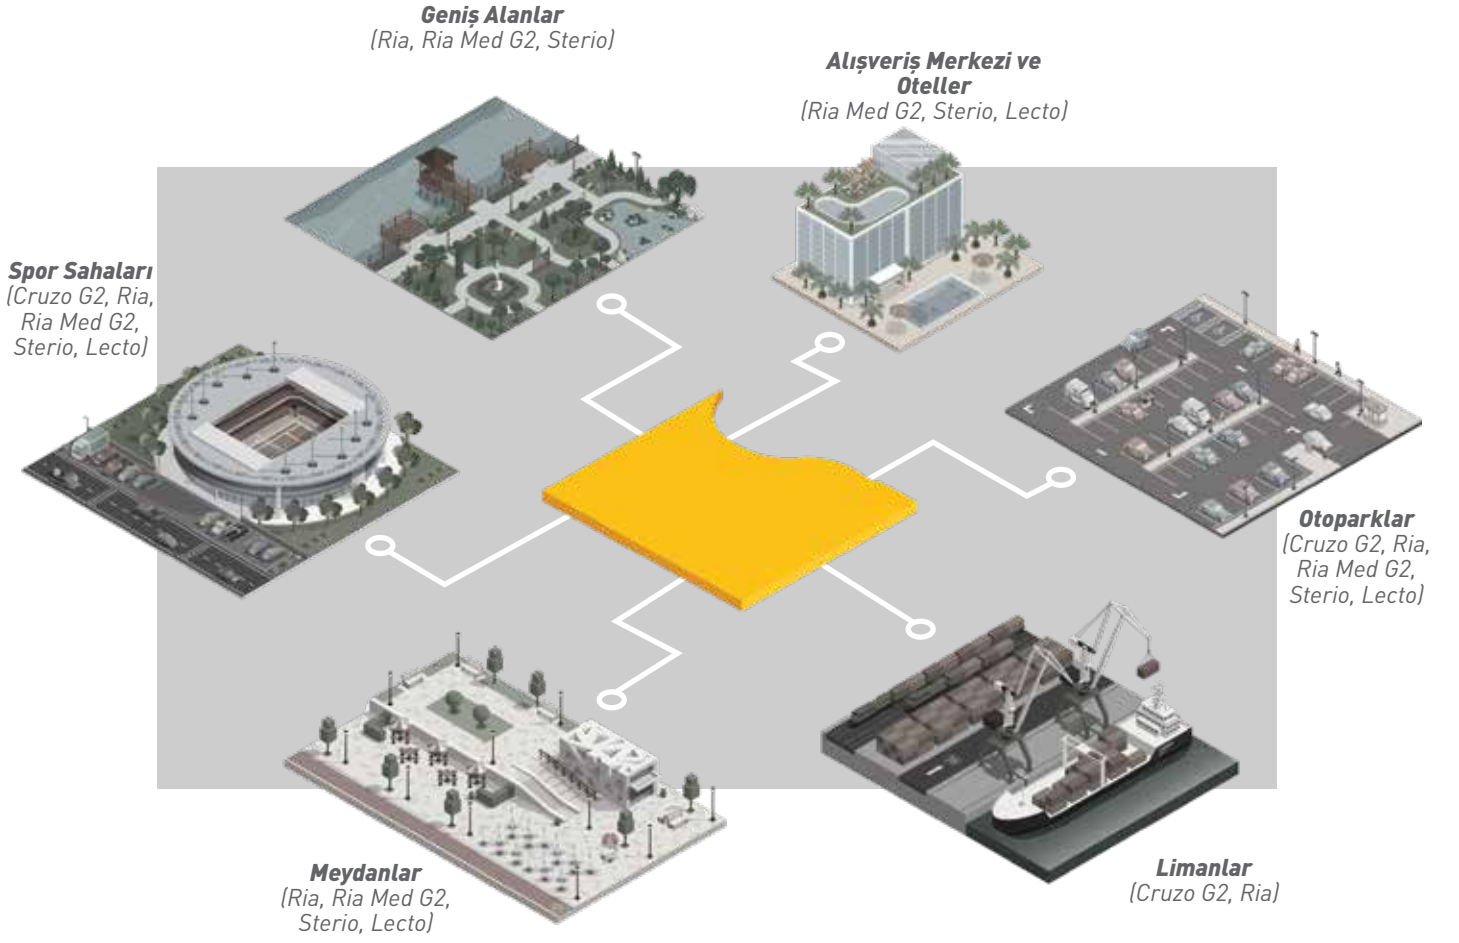 Geniş Alanlar
(Ria, Ria Med G2, Sterio)
Alışveriş Merkezi ve
Oteller
(Ria Med G2, Sterio, Lecto)
Spor Sahaları
(Cruzo G2, Ria,
Ria Med G2,
Sterio, Lecto)
Otoparklar
(Cruzo G2, Ria,
Ria Med G2,
Sterio, Lecto)
Meydanlar
(Ria, Ria Med G2,
Sterio, Lecto)
Limanlar
(Cruzo G2, Ria)